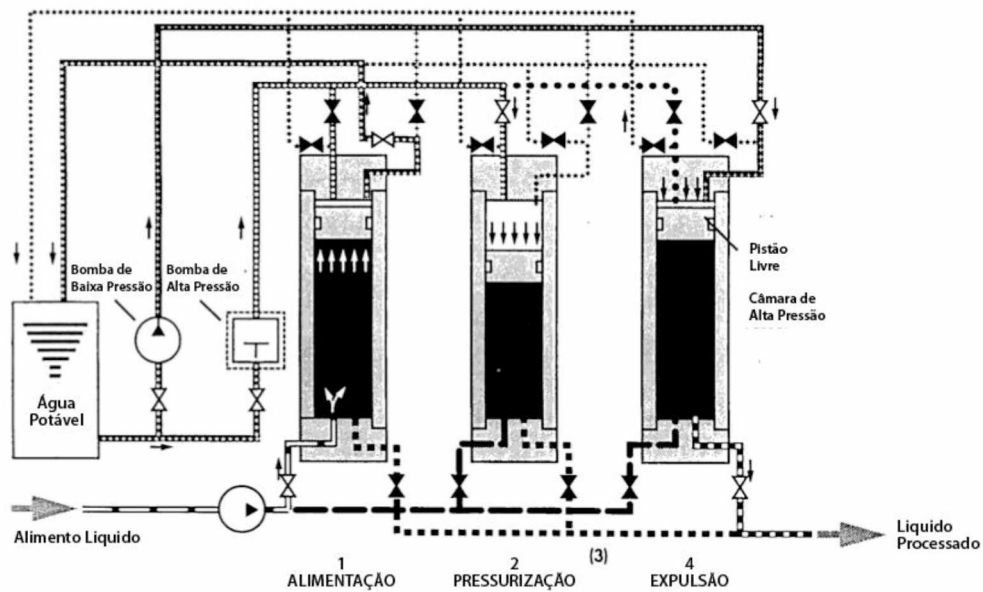 Bomba de
Baixa Pressão
Bomba de
Alta Pressão
Pistão
Livre
Câmara de
Alta Pressão
Água
Potável
Alimento Liquido
Liquido
Processado
1
ALIMENTAÇÃO
2
PRESSURIZAÇÃO
(3)
4
EXPULSÃO